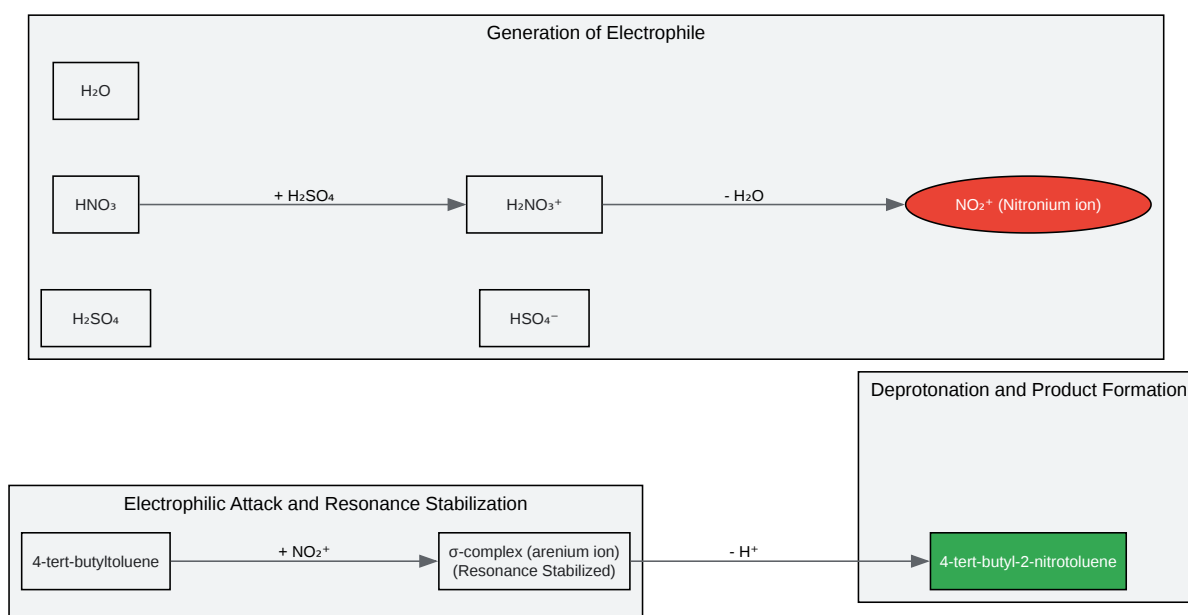 Generation of Electrophile
H₂O
HNO₃
+ H₂SO₄
H₂NO₃⁺
- H₂O
NO₂⁺ (Nitronium ion)
H₂SO₄
HSO₄⁻
Deprotonation and Product Formation
Electrophilic Attack and Resonance Stabilization
4-tert-butyltoluene
+ NO₂⁺
σ-complex (arenium ion)
(Resonance Stabilized)
- H⁺
4-tert-butyl-2-nitrotoluene